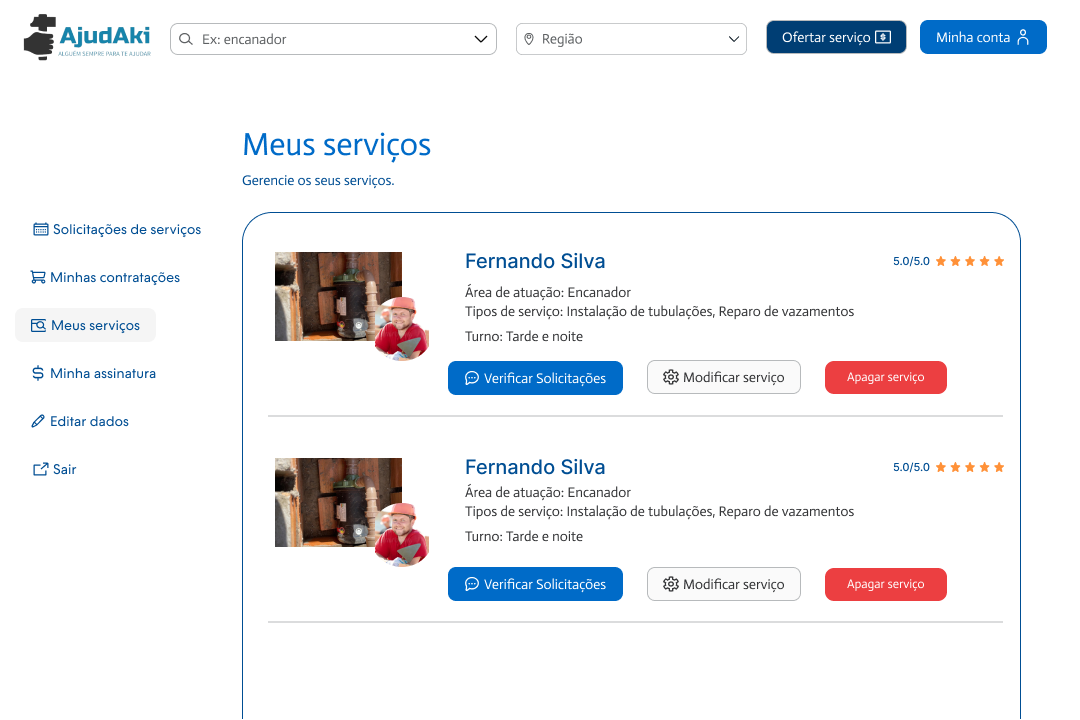 AjudAki
ALGUÉM SEMPRE PARA TE AJUDAR
Ex: encanador
Região
Ofertar serviço
Minha conta
Meus serviços
Gerencie os seus serviços.
Solicitações de serviços
Minhas contratações
Meus serviços
Minha assinatura
Editar dados
Sair
Fernando Silva
5.0/5.0
Área de atuação: Encanador
Tipos de serviço: Instalação de tubulações, Reparo de vazamentos
Turno: Tarde e noite
Verificar Solicitações
Modificar serviço
Apagar serviço
Fernando Silva
5.0/5.0
Área de atuação: Encanador
Tipos de serviço: Instalação de tubulações, Reparo de vazamentos
Turno: Tarde e noite
Verificar Solicitações
Modificar serviço
Apagar serviço